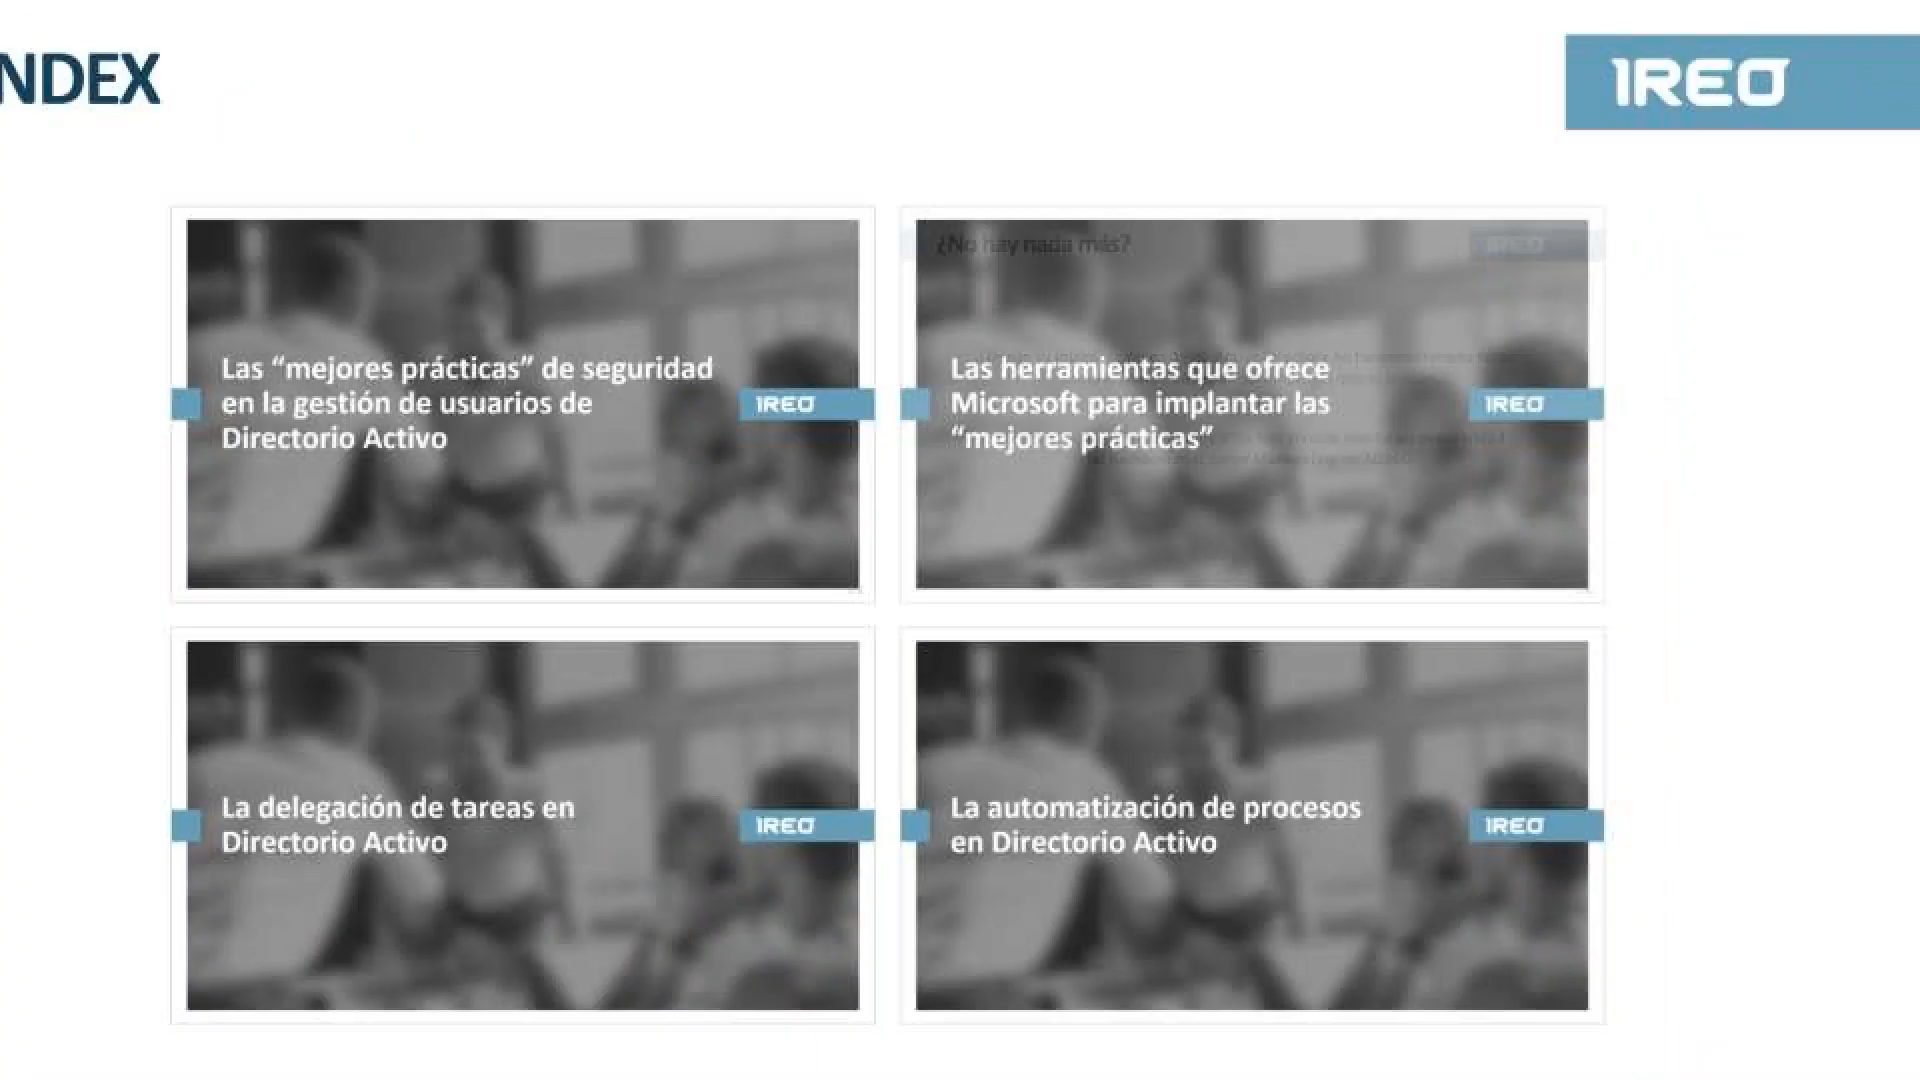 NDEX
IREO
Las “mejores prácticas” de seguridad
en la gestión de usuarios de
Directorio Activo
IREO
¿No hay nada más?
IREO
Las herramientas que ofrece
Microsoft para implantar las
“mejores prácticas”
IREO
La delegación de tareas en
Directorio Activo
IREO
La automatización de procesos
en Directorio Activo
IREO